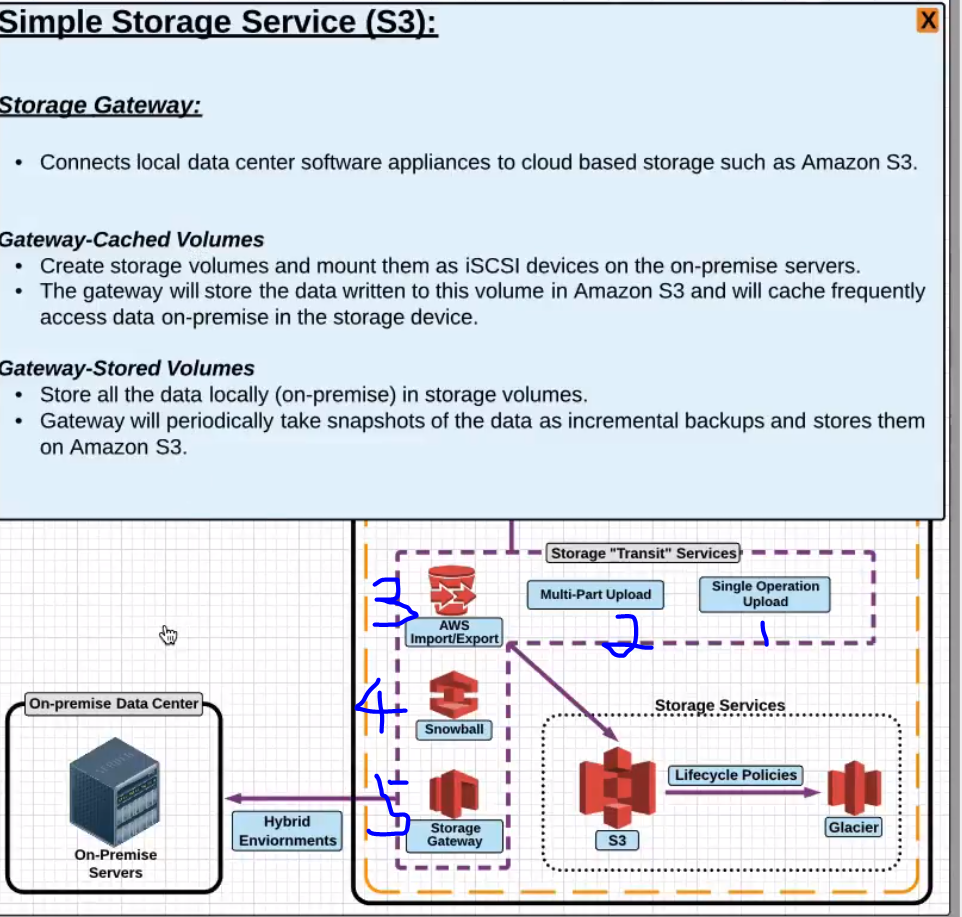 Simple Storage Service (S3):
X
Storage Gateway:
• Connects local data center software appliances to cloud based storage such as Amazon S3.
Gateway-Cached Volumes
• Create storage volumes and mount them as iSCSI devices on the on-premise servers.
• The gateway will store the data written to this volume in Amazon S3 and will cache frequently
access data on-premise in the storage device.
Gateway-Stored Volumes
• Store all the data locally (on-premise) in storage volumes.
• Gateway will periodically take snapshots of the data as incremental backups and stores them
on Amazon S3.
Storage "Transit" Services
3
AWS
Import/Export
Multi-Part Upload
2
Single Operation
Upload
1
4
Snowball
5
Storage
Gateway
On-premise Data Center
SERVER
On-Premise
Servers
Hybrid
Enviornments
Storage Services
S3
Lifecycle Policies
Glacier